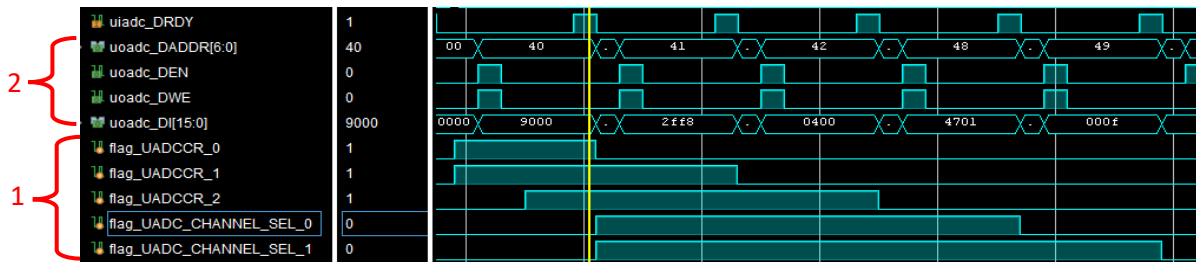 uiadc_DRDY 1
uoadc_DADDR[6:0] 40 00 40 . 41 . 42 . 48 . 49 .
uoadc_DEN 0
uoadc_DWE 0
uoadc_DI[15:0] 9000 0000 9000 . 2ff8 . 0400 . 4701 . 000f
flag_UADCCR_0 1
flag_UADCCR_1 1
flag_UADCCR_2 1
flag_UADC_CHANNEL_SEL_0 0
flag_UADC_CHANNEL_SEL_1 0
2
1